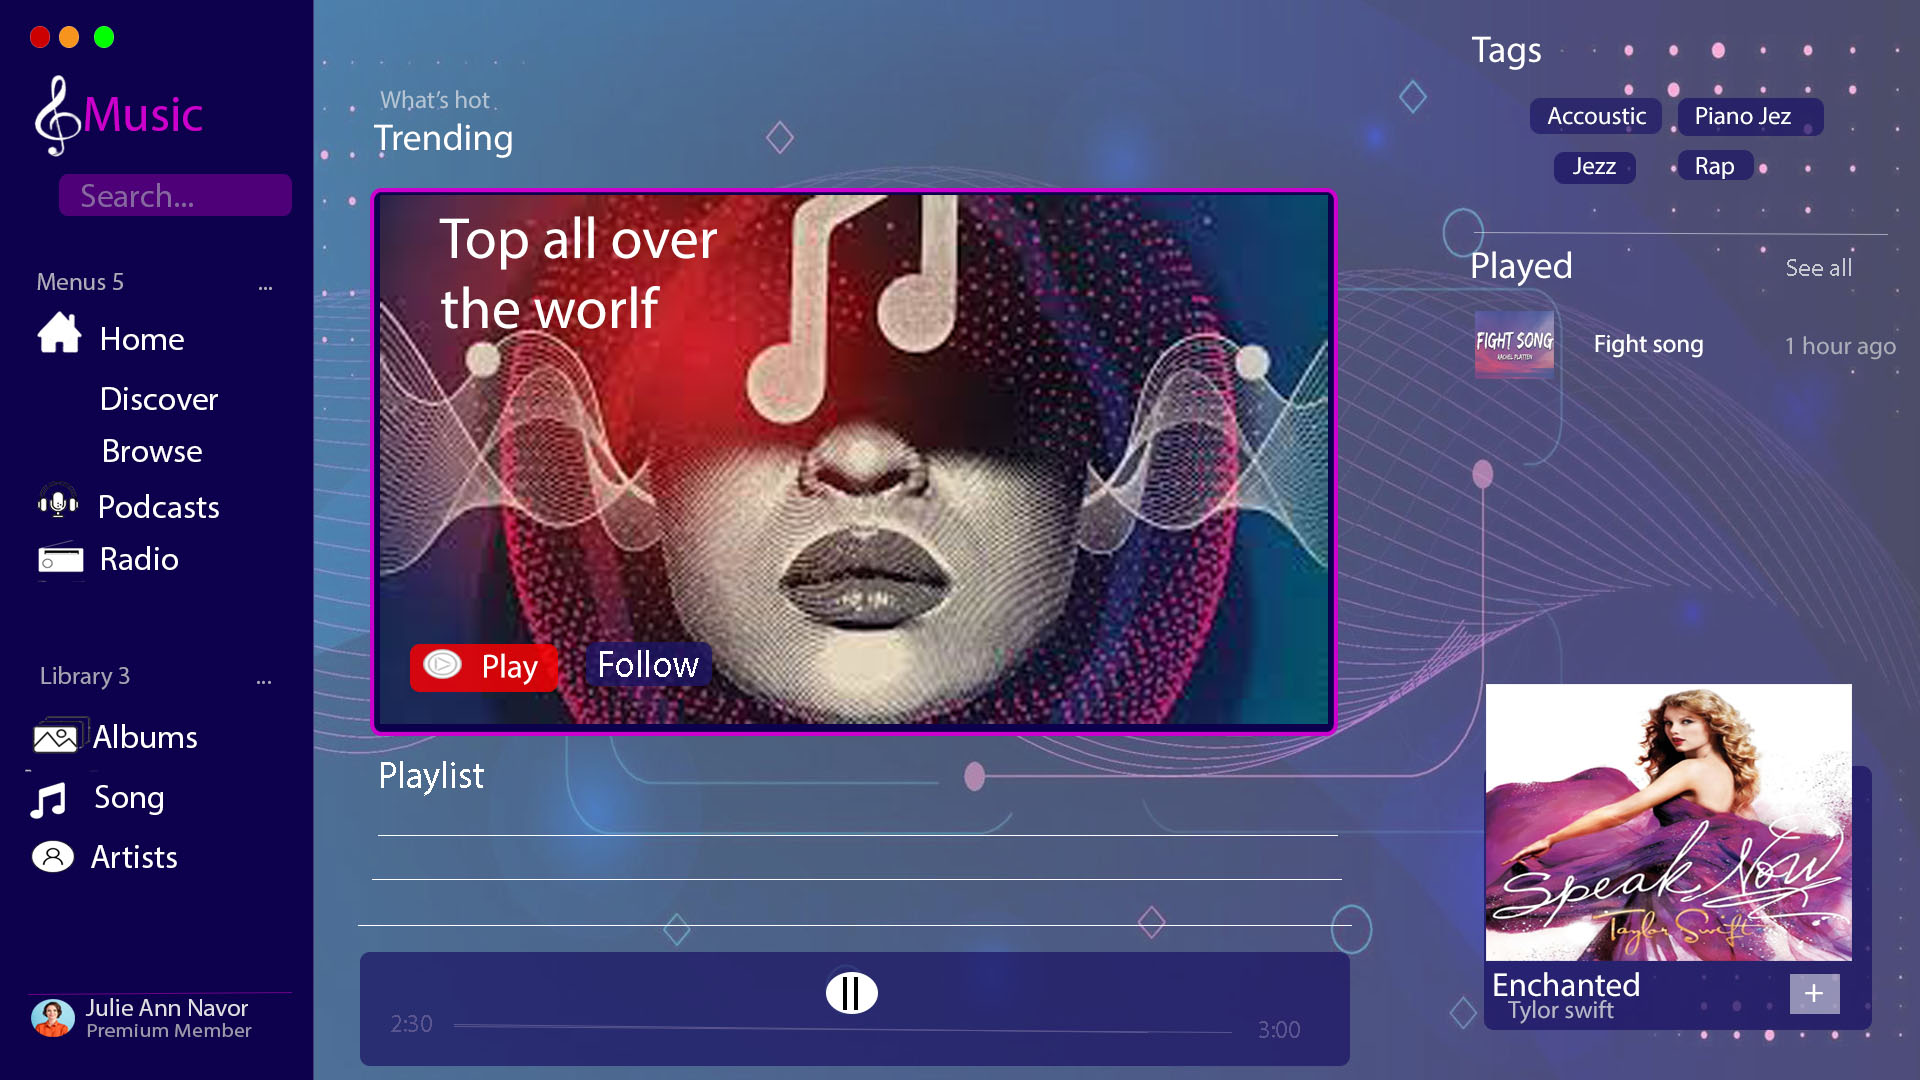 Music
Search...
Menus 5 ...
Home
Discover
Browse
Podcasts
Radio
Library 3 ...
Albums
Song
Artists
Julie Ann Navor
Premium Member
What's hot
Trending
Top all over
the worlf
Play Follow
Playlist
2:30 3:00
Tags
Accoustic Piano Jez
Jezz Rap
Played See all
FIGHT SONG
RACHEL PLATTEN
Fight song 1 hour ago
Speak Now
Taylor Swift
Enchanted
Tylor swift
+